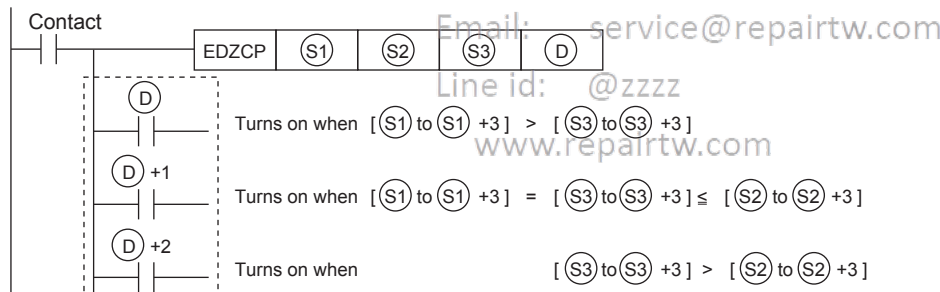 Contact
Email: service@repairtw.com
EDZCP S1 S2 S3 D
Line id: @zzzz
D
Turns on when [ S1 to S1 +3 ] > [ S3 to S3 +3 ]
www.repairtw.com
D +1
Turns on when [ S1 to S1 +3 ] = [ S3 to S3 +3 ] ≦ [ S2 to S2 +3 ]
D +2
Turns on when [ S3 to S3 +3 ] > [ S2 to S2 +3 ]